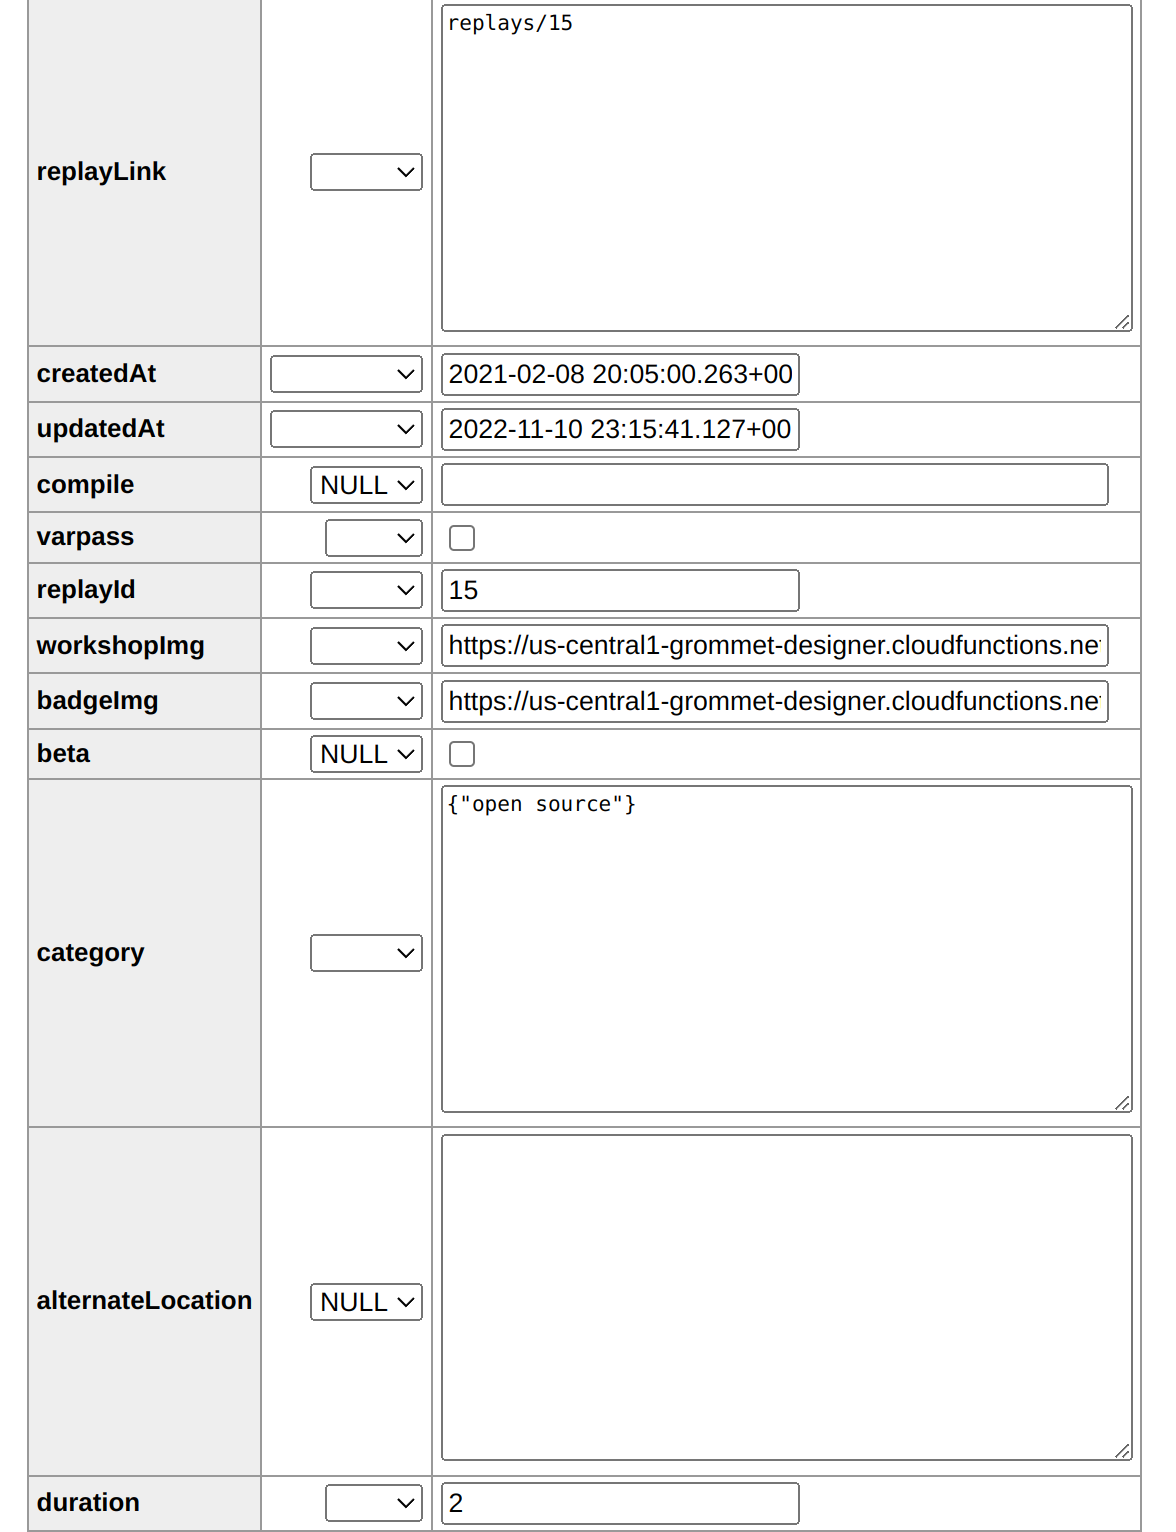 replays/15
replayLink
createdAt 2021-02-08 20:05:00.263+00
updatedAt 2022-11-10 23:15:41.127+00
compile NULL
varpass
replayId 15
workshopImg https://us-central1-grommet-designer.cloudfunctions.net
badgeImg https://us-central1-grommet-designer.cloudfunctions.net
beta NULL
{"open source"}
category
alternateLocation NULL
duration 2